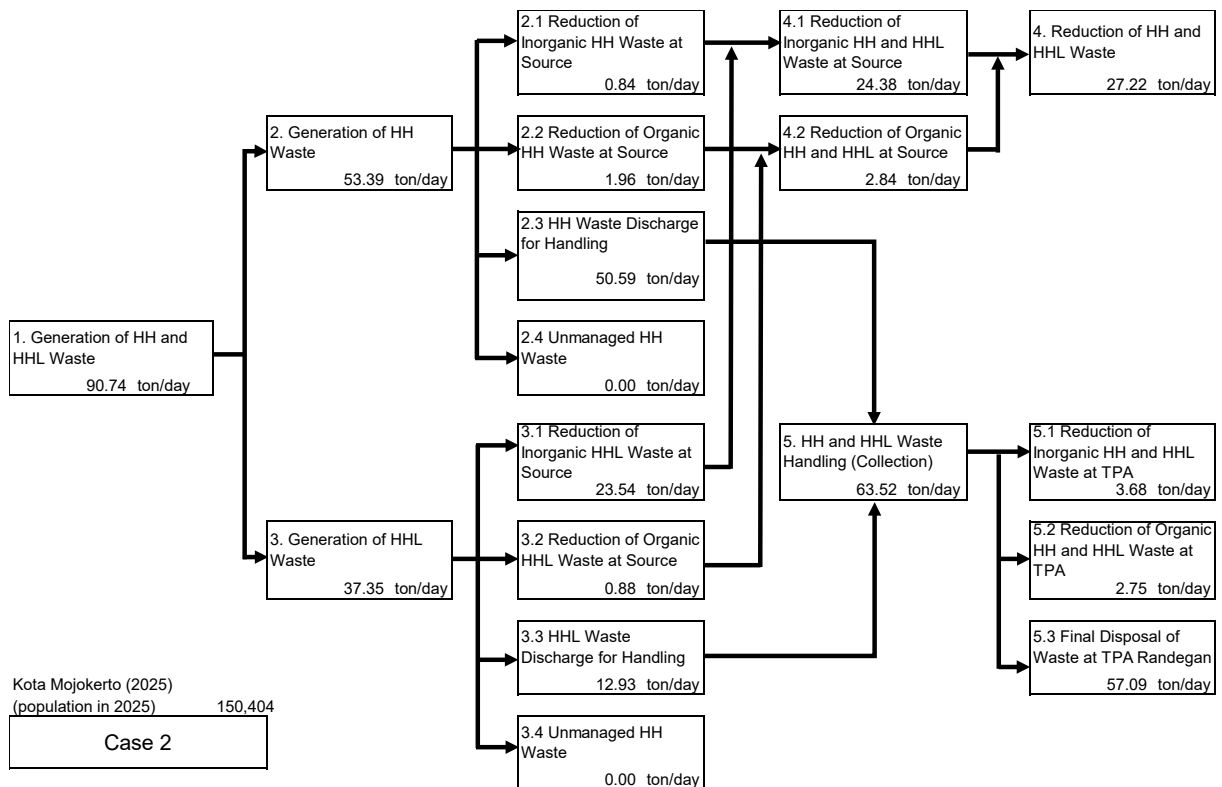 2.1 Reduction of
Inorganic HH Waste at
Source
0.84 ton/day
4.1 Reduction of
Inorganic HH and HHL
Waste at Source
24.38 ton/day
4. Reduction of HH and
HHL Waste
27.22 ton/day
2. Generation of HH
Waste
53.39 ton/day
2.2 Reduction of Organic
HH Waste at Source
1.96 ton/day
4.2 Reduction of Organic
HH and HHL at Source
2.84 ton/day
2.3 HH Waste Discharge
for Handling
50.59 ton/day
1. Generation of HH and
HHL Waste
90.74 ton/day
2.4 Unmanaged HH
Waste
0.00 ton/day
3.1 Reduction of
Inorganic HHL Waste at
Source
23.54 ton/day
5. HH and HHL Waste
Handling (Collection)
63.52 ton/day
5.1 Reduction of
Inorganic HH and HHL
Waste at TPA
3.68 ton/day
3. Generation of HHL
Waste
37.35 ton/day
3.2 Reduction of Organic
HHL Waste at Source
0.88 ton/day
5.2 Reduction of Organic
HH and HHL Waste at
TPA
2.75 ton/day
3.3 HHL Waste
Discharge for Handling
12.93 ton/day
5.3 Final Disposal of
Waste at TPA Randegan
57.09 ton/day
Kota Mojokerto (2025)
(population in 2025) 150,404
Case 2
3.4 Unmanaged HH
Waste
0.00 ton/day